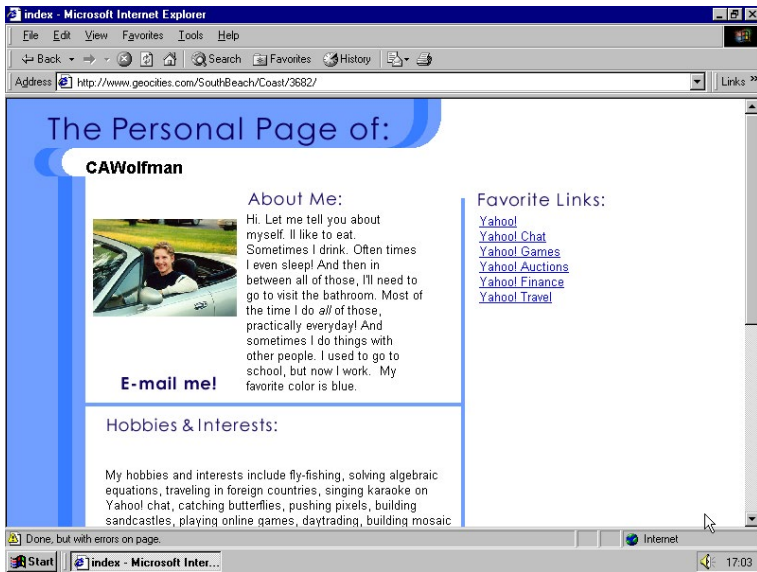 index - Microsoft Internet Explorer
File Edit View Favorites Tools Help
Back Search Favorites History
Address http://www.geocities.com/SouthBeach/Coast/3682/ Links »
The Personal Page of:
CAWolfman
About Me:
Hi. Let me tell you about
myself. II like to eat.
Sometimes I drink. Often times
I even sleep! And then in
between all of those, I'll need to
go to visit the bathroom. Most of
the time I do all of those,
practically everyday! And
sometimes I do things with
other people. I used to go to
school, but now I work. My
favorite color is blue.
E-mail me!
Favorite Links:
Yahoo!
Yahoo! Chat
Yahoo! Games
Yahoo! Auctions
Yahoo! Finance
Yahoo! Travel
Hobbies & Interests:
My hobbies and interests include fly-fishing, solving algebraic
equations, traveling in foreign countries, singing karaoke on
Yahoo! chat, catching butterflies, pushing pixels, building
sandcastles, playing online games, daytrading, building mosaic
Done, but with errors on page. Internet
Start index - Microsoft Inter... 17:03